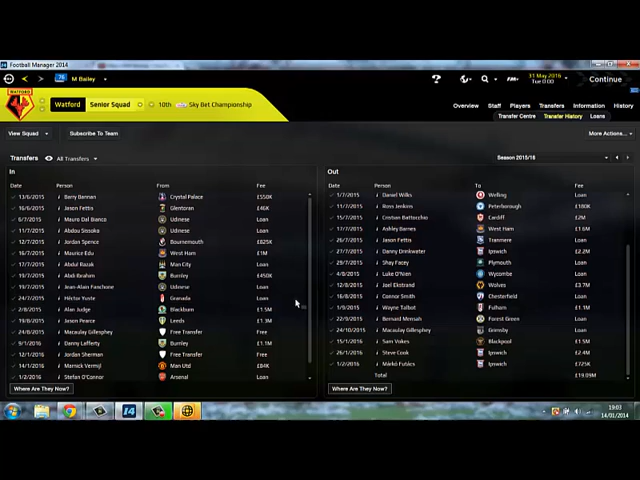 Football Manager 2014
76 M Bailey
31 May 2016
Tue 0:00
Continue
WATFORD
Watford Senior Squad 10th Sky Bet Championship
Overview Staff Players Transfers Information History
Transfer Centre Transfer History Loans
View Squad Subscribe To Team More Actions...
Transfers All Transfers Season 2015/16
In
Date Person From Fee
13/6/2015 Barry Bannan Crystal Palace £550K
16/6/2015 Jason Fettis Glentoran £46K
6/7/2015 Mauro Dal Bianco Udinese Loan
11/7/2015 Abdou Sissoko Udinese Loan
12/7/2015 Jordan Spence Bournemouth £825K
16/7/2015 Maurice Edu West Ham £1M
17/7/2015 Abdul Razak Man City Loan
19/7/2015 Abdi Ibrahim Burnley £450K
19/7/2015 Jean-Alain Fanchone Udinese Loan
24/7/2015 Héctor Yuste Granada Loan
2/8/2015 Alan Judge Blackburn £1.5M
19/8/2015 Jason Pearce Leeds £1.3M
24/8/2015 Macaulay Gillesphey Free Transfer Free
9/1/2016 Danny Lafferty Burnley £1.1M
12/1/2016 Jordan Sherman Free Transfer Free
14/1/2016 Marnick Vermijl Man Utd £84K
1/2/2016 Stefan O'Connor Arsenal Loan
Where Are They Now?
Out
Date Person To Fee
1/7/2015 Daniel Wilks Welling Loan
11/7/2015 Ross Jenkins Peterborough £180K
15/7/2015 Cristian Battocchio Cardiff £2M
21/7/2015 Ashley Barnes West Ham £1.6M
26/7/2015 Jason Fettis Tranmere Loan
27/7/2015 Danny Drinkwater Ipswich £2.2M
28/7/2015 Shay Facey Plymouth Loan
4/8/2015 Luke O'Nien Wycombe Loan
12/8/2015 Joel Ekstrand Wolves £3.7M
16/8/2015 Connor Smith Chesterfield Loan
1/9/2015 Wayne Talbot Fulham £1.1M
22/9/2015 Bernard Mensah Forest Green Loan
24/10/2015 Macaulay Gillesphey Grimsby Loan
15/1/2016 Sam Vokes Blackpool £1.5M
26/1/2016 Steve Cook Ipswich £2.4M
1/2/2016 Ipswich £725K
Total £19.09M
Where Are They Now?
19:03
14/01/2014